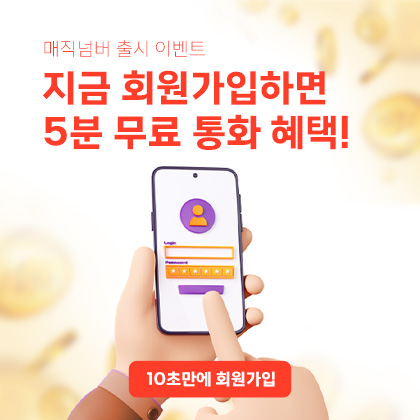 매직넘버 출시 이벤트
지금 회원가입하면
5분 무료 통화 혜택!
Login
Password
10초만에 회원가입